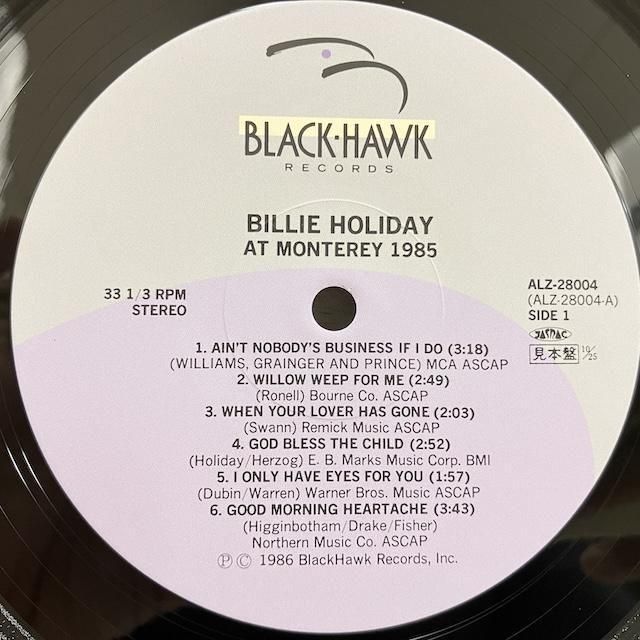 BLACK·HAWK
RECORDS
BILLIE HOLIDAY
AT MONTEREY 1985
33 1/3 RPM
STEREO
ALZ-28004
(ALZ-28004-A)
SIDE 1
JASRAC
見本盤 10/25
1. AIN'T NOBODY'S BUSINESS IF I DO (3:18)
(WILLIAMS, GRAINGER AND PRINCE) MCA ASCAP
2. WILLOW WEEP FOR ME (2:49)
(Ronell) Bourne Co. ASCAP
3. WHEN YOUR LOVER HAS GONE (2:03)
(Swann) Remick Music ASCAP
4. GOD BLESS THE CHILD (2:52)
(Holiday/Herzog) E. B. Marks Music Corp. BMI
5. I ONLY HAVE EYES FOR YOU (1:57)
(Dubin/Warren) Warner Bros. Music ASCAP
6. GOOD MORNING HEARTACHE (3:43)
(Higginbotham/Drake/Fisher)
Northern Music Co. ASCAP
℗ © 1986 BlackHawk Records, Inc.